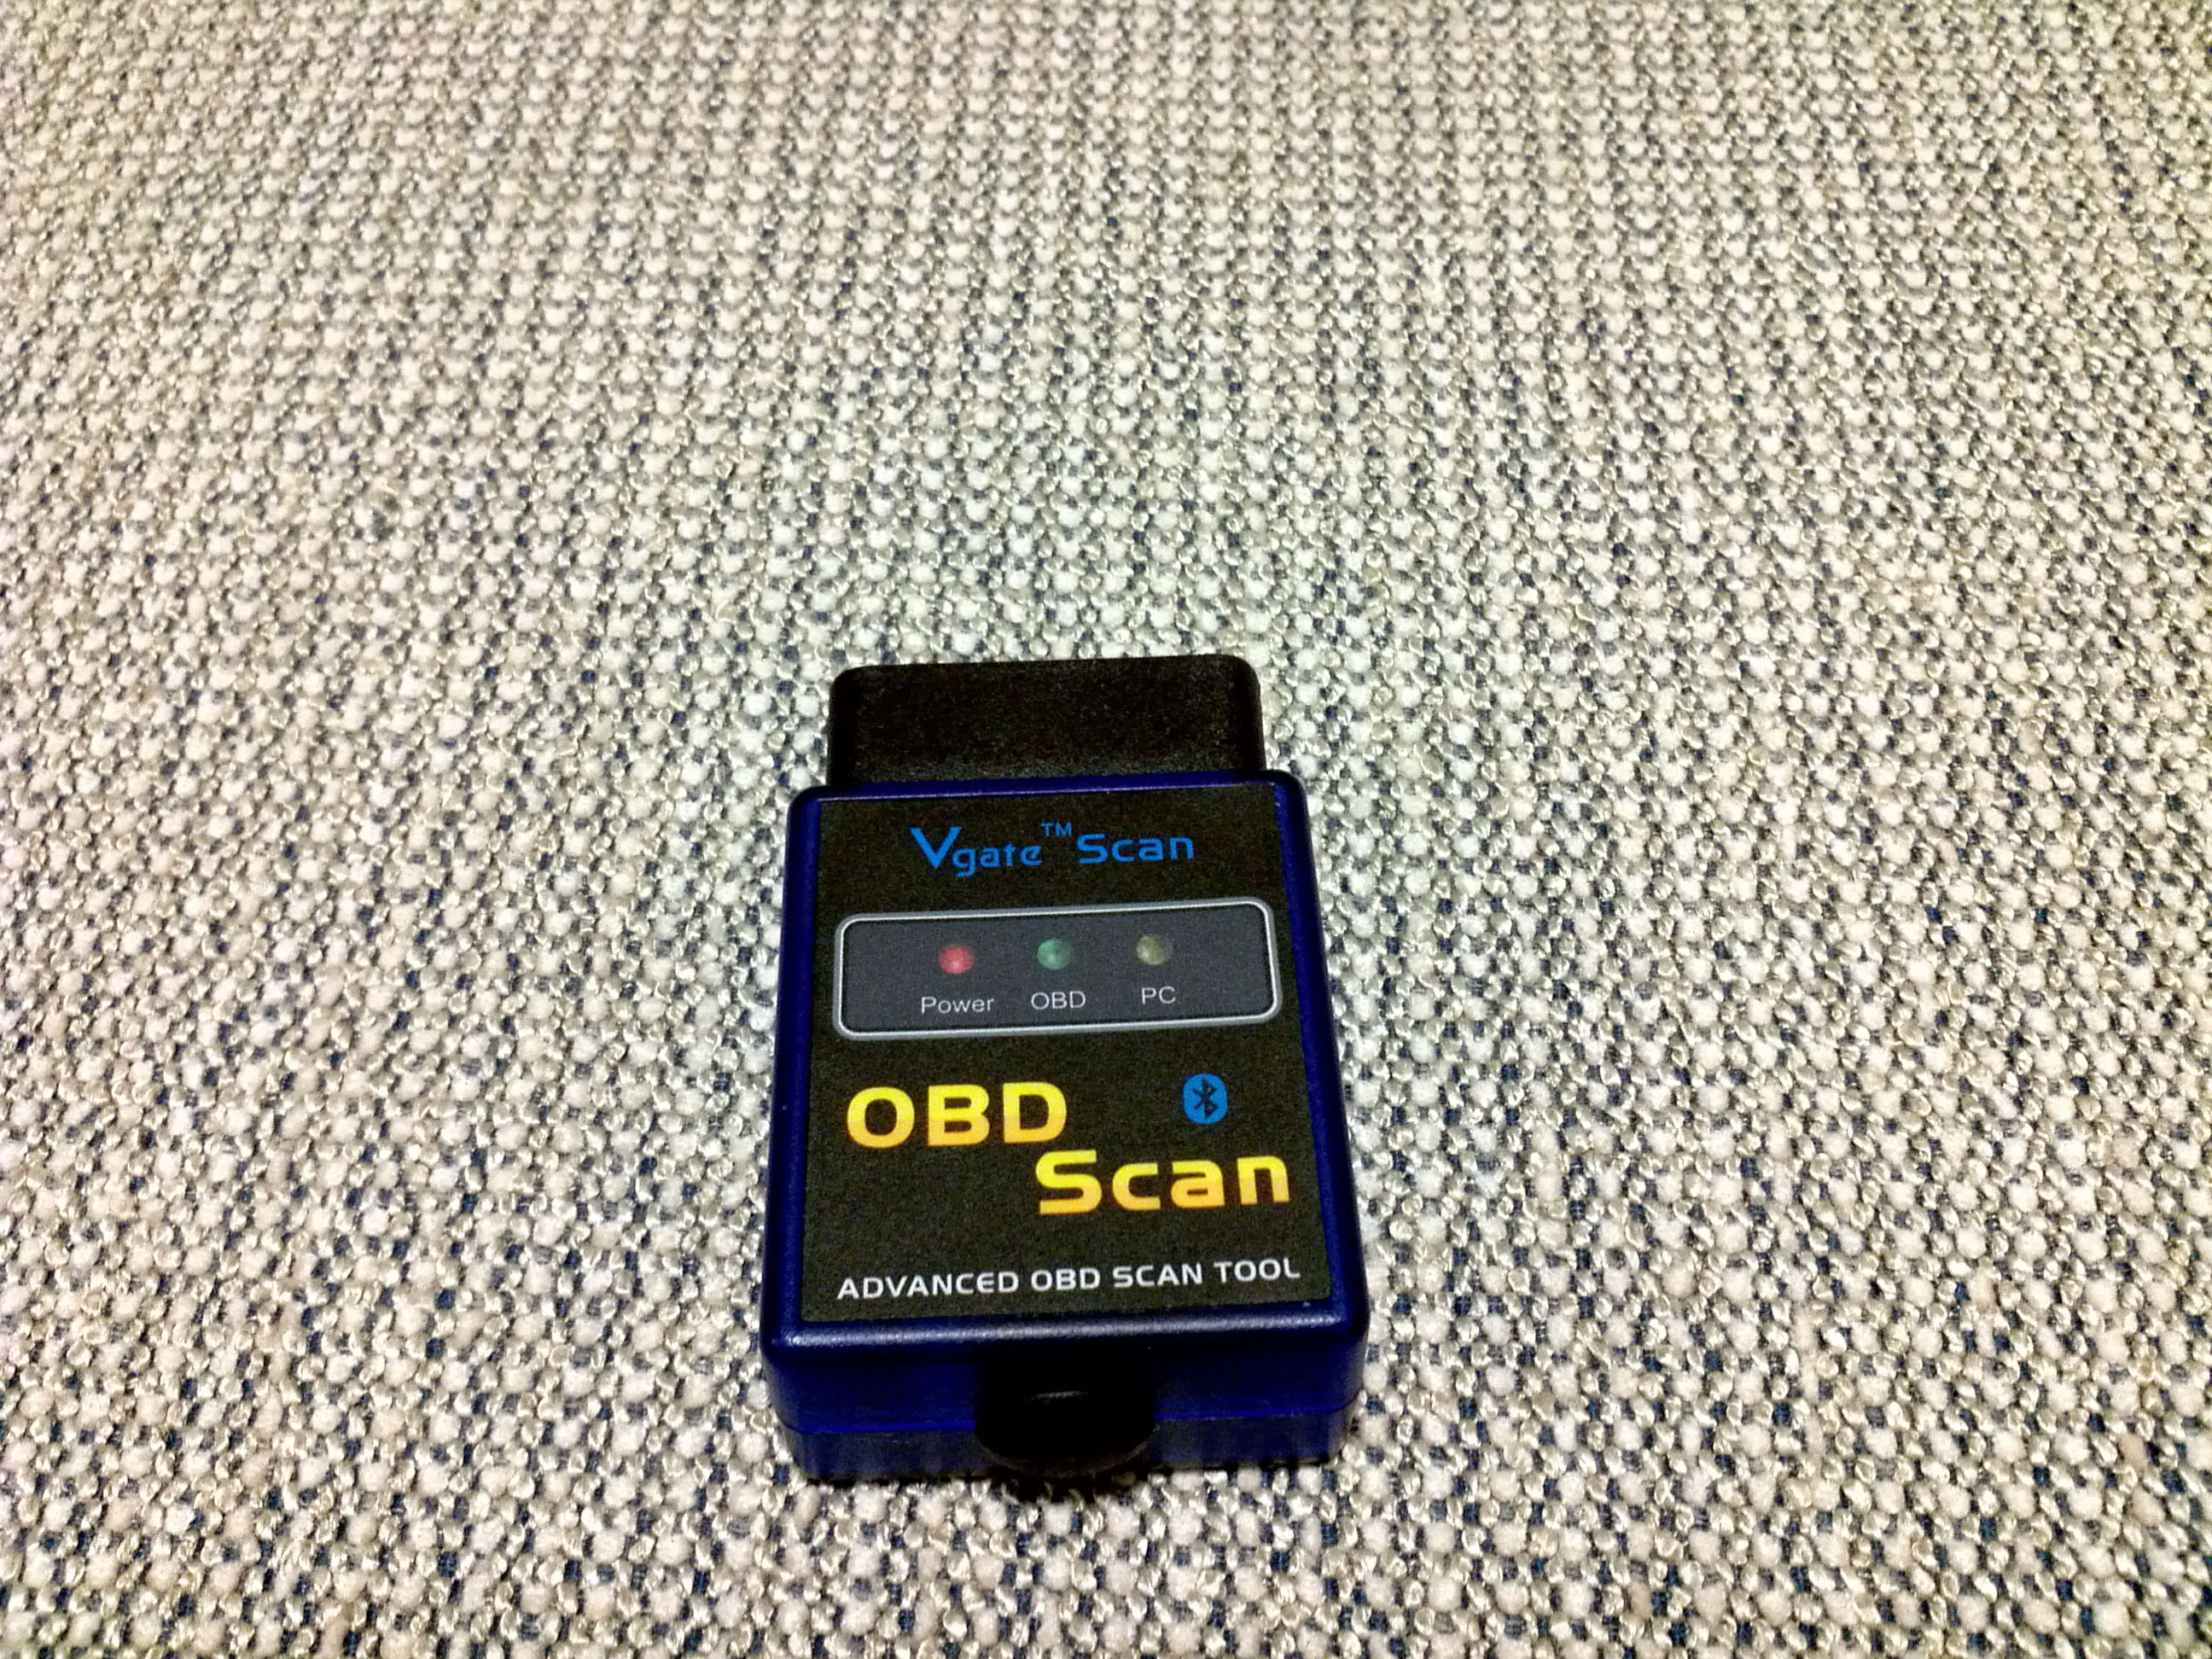 Vgate™ Scan
Power OBD PC
OBD
Scan
ADVANCED OBD SCAN TOOL